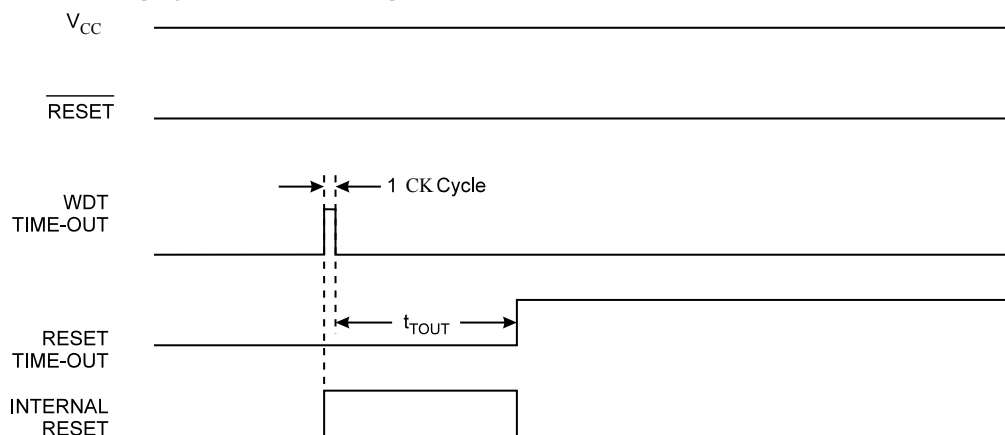 VCC
RESET
1 CK Cycle
WDT
TIME-OUT
tTOUT
RESET
TIME-OUT
INTERNAL
RESET